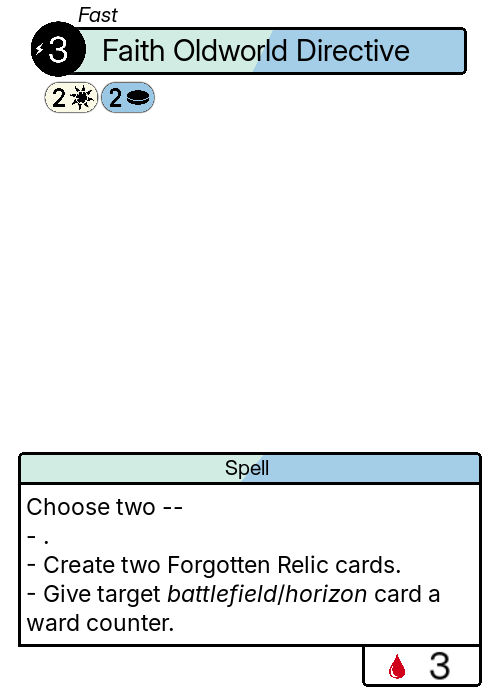 Fast
3 Faith Oldworld Directive
2 2
Spell
Choose two --
- .
- Create two Forgotten Relic cards.
- Give target battlefield/horizon card a
ward counter.
3